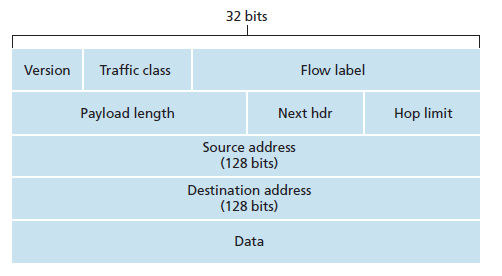 32 bits
Version Traffic class Flow label
Payload length Next hdr Hop limit
Source address
(128 bits)
Destination address
(128 bits)
Data